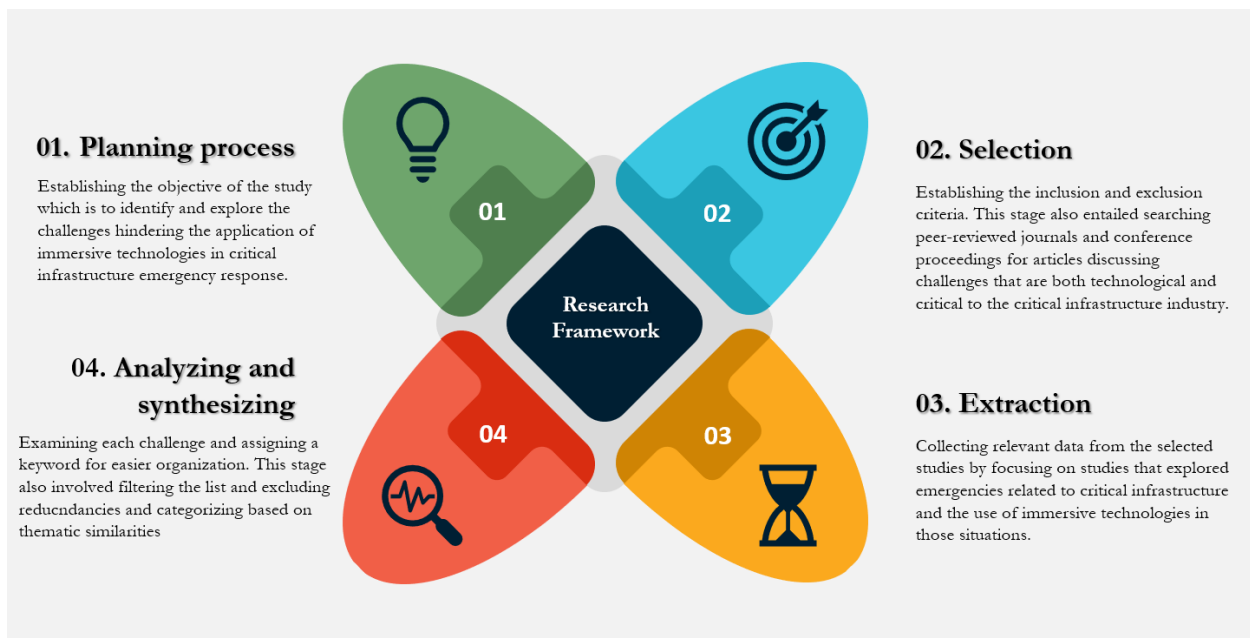 01. Planning process
Establishing the objective of the study
which is to identify and explore the
challenges hindering the application of
immersive technologies in critical
infrastructure emergency response.
01
02
02. Selection
Establishing the inclusion and exclusion
criteria. This stage also entailed searching
peer-reviewed journals and conference
proceedings for articles discussing
challenges that are both technological and
critical to the critical infrastructure industry.
Research
Framework
03
03. Extraction
Collecting relevant data from the selected
studies by focusing on studies that explored
emergencies related to critical infrastructure
and the use of immersive technologies in
those situations.
04
04. Analyzing and
synthesizing
Examining each challenge and assigning a
keyword for easier organization. This stage
also involved filtering the list and excluding
reducndancies and categorizing based on
thematic similarities